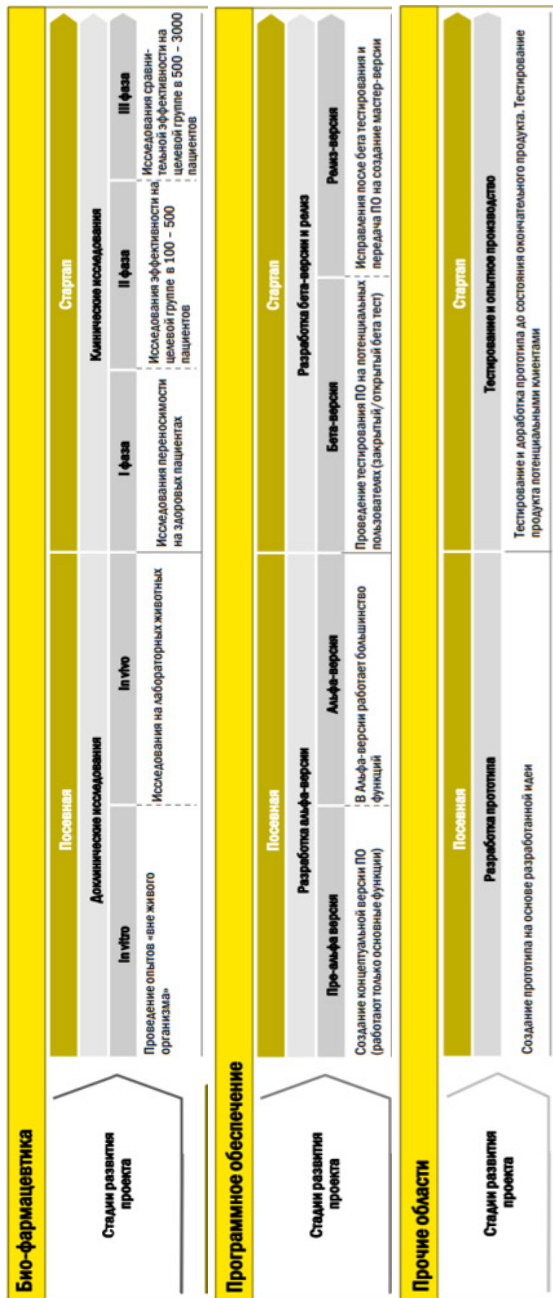 Био-фармацевтика
Стадии развития
проекта
Посевная
Стартап
Доклинические исследования
Клинические исследования
In vitro
In vivo
I фаза
II фаза
III фаза
Проведение опытов «вне живого
организма»
Исследования на лабораторных животных
Исследования переносимости
на здоровых пациентах
Исследования эффективности на
целевой группе в 100 – 500
пациентов
Исследования сравни-
тельной эффективности на
целевой группе в 500 – 3000
пациентов
Программное обеспечение
Стадии развития
проекта
Посевная
Стартап
Разработка альфа-версии
Разработка бета-версии и релиз
Пре-альфа версия
Альфа-версия
Бета-версия
Релиз-версия
Создание концептуальной версии ПО
(работают только основные функции)
В Альфа-версии работает большинство
функций
Проведение тестирования ПО на потенциальных
пользователях (закрытый/открытый бета тест)
Исправления после бета тестирования и
передача ПО на создание мастер-версии
Прочие области
Стадии развития
проекта
Посевная
Стартап
Разработка прототипа
Тестирование и опытное производство
Создание прототипа на основе разработанной идеи
Тестирование и доработка прототипа до состояния окончательного продукта. Тестирование
продукта потенциальными клиентами